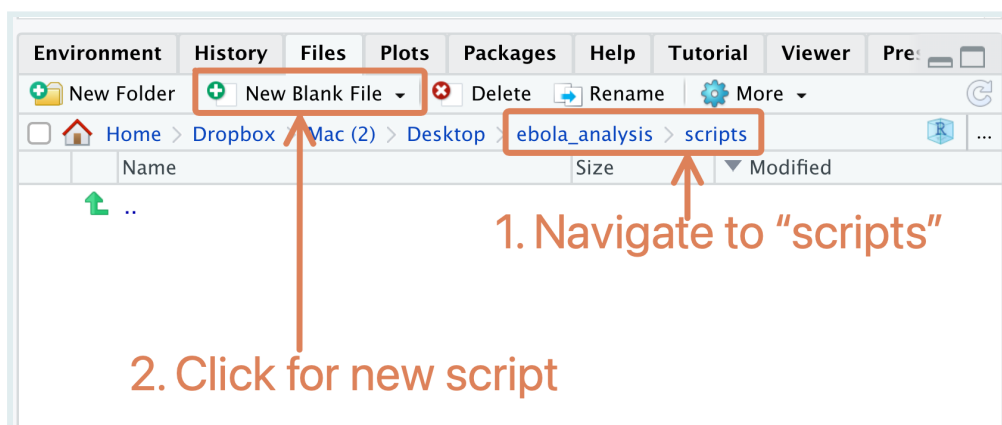 Environment History Files Plots Packages Help Tutorial Viewer Pre
New Folder New Blank File Delete Rename More
Home > Dropbox > Mac (2) > Desktop > ebola_analysis > scripts R ...
Name Size Modified
..
1. Navigate to “scripts”
2. Click for new script